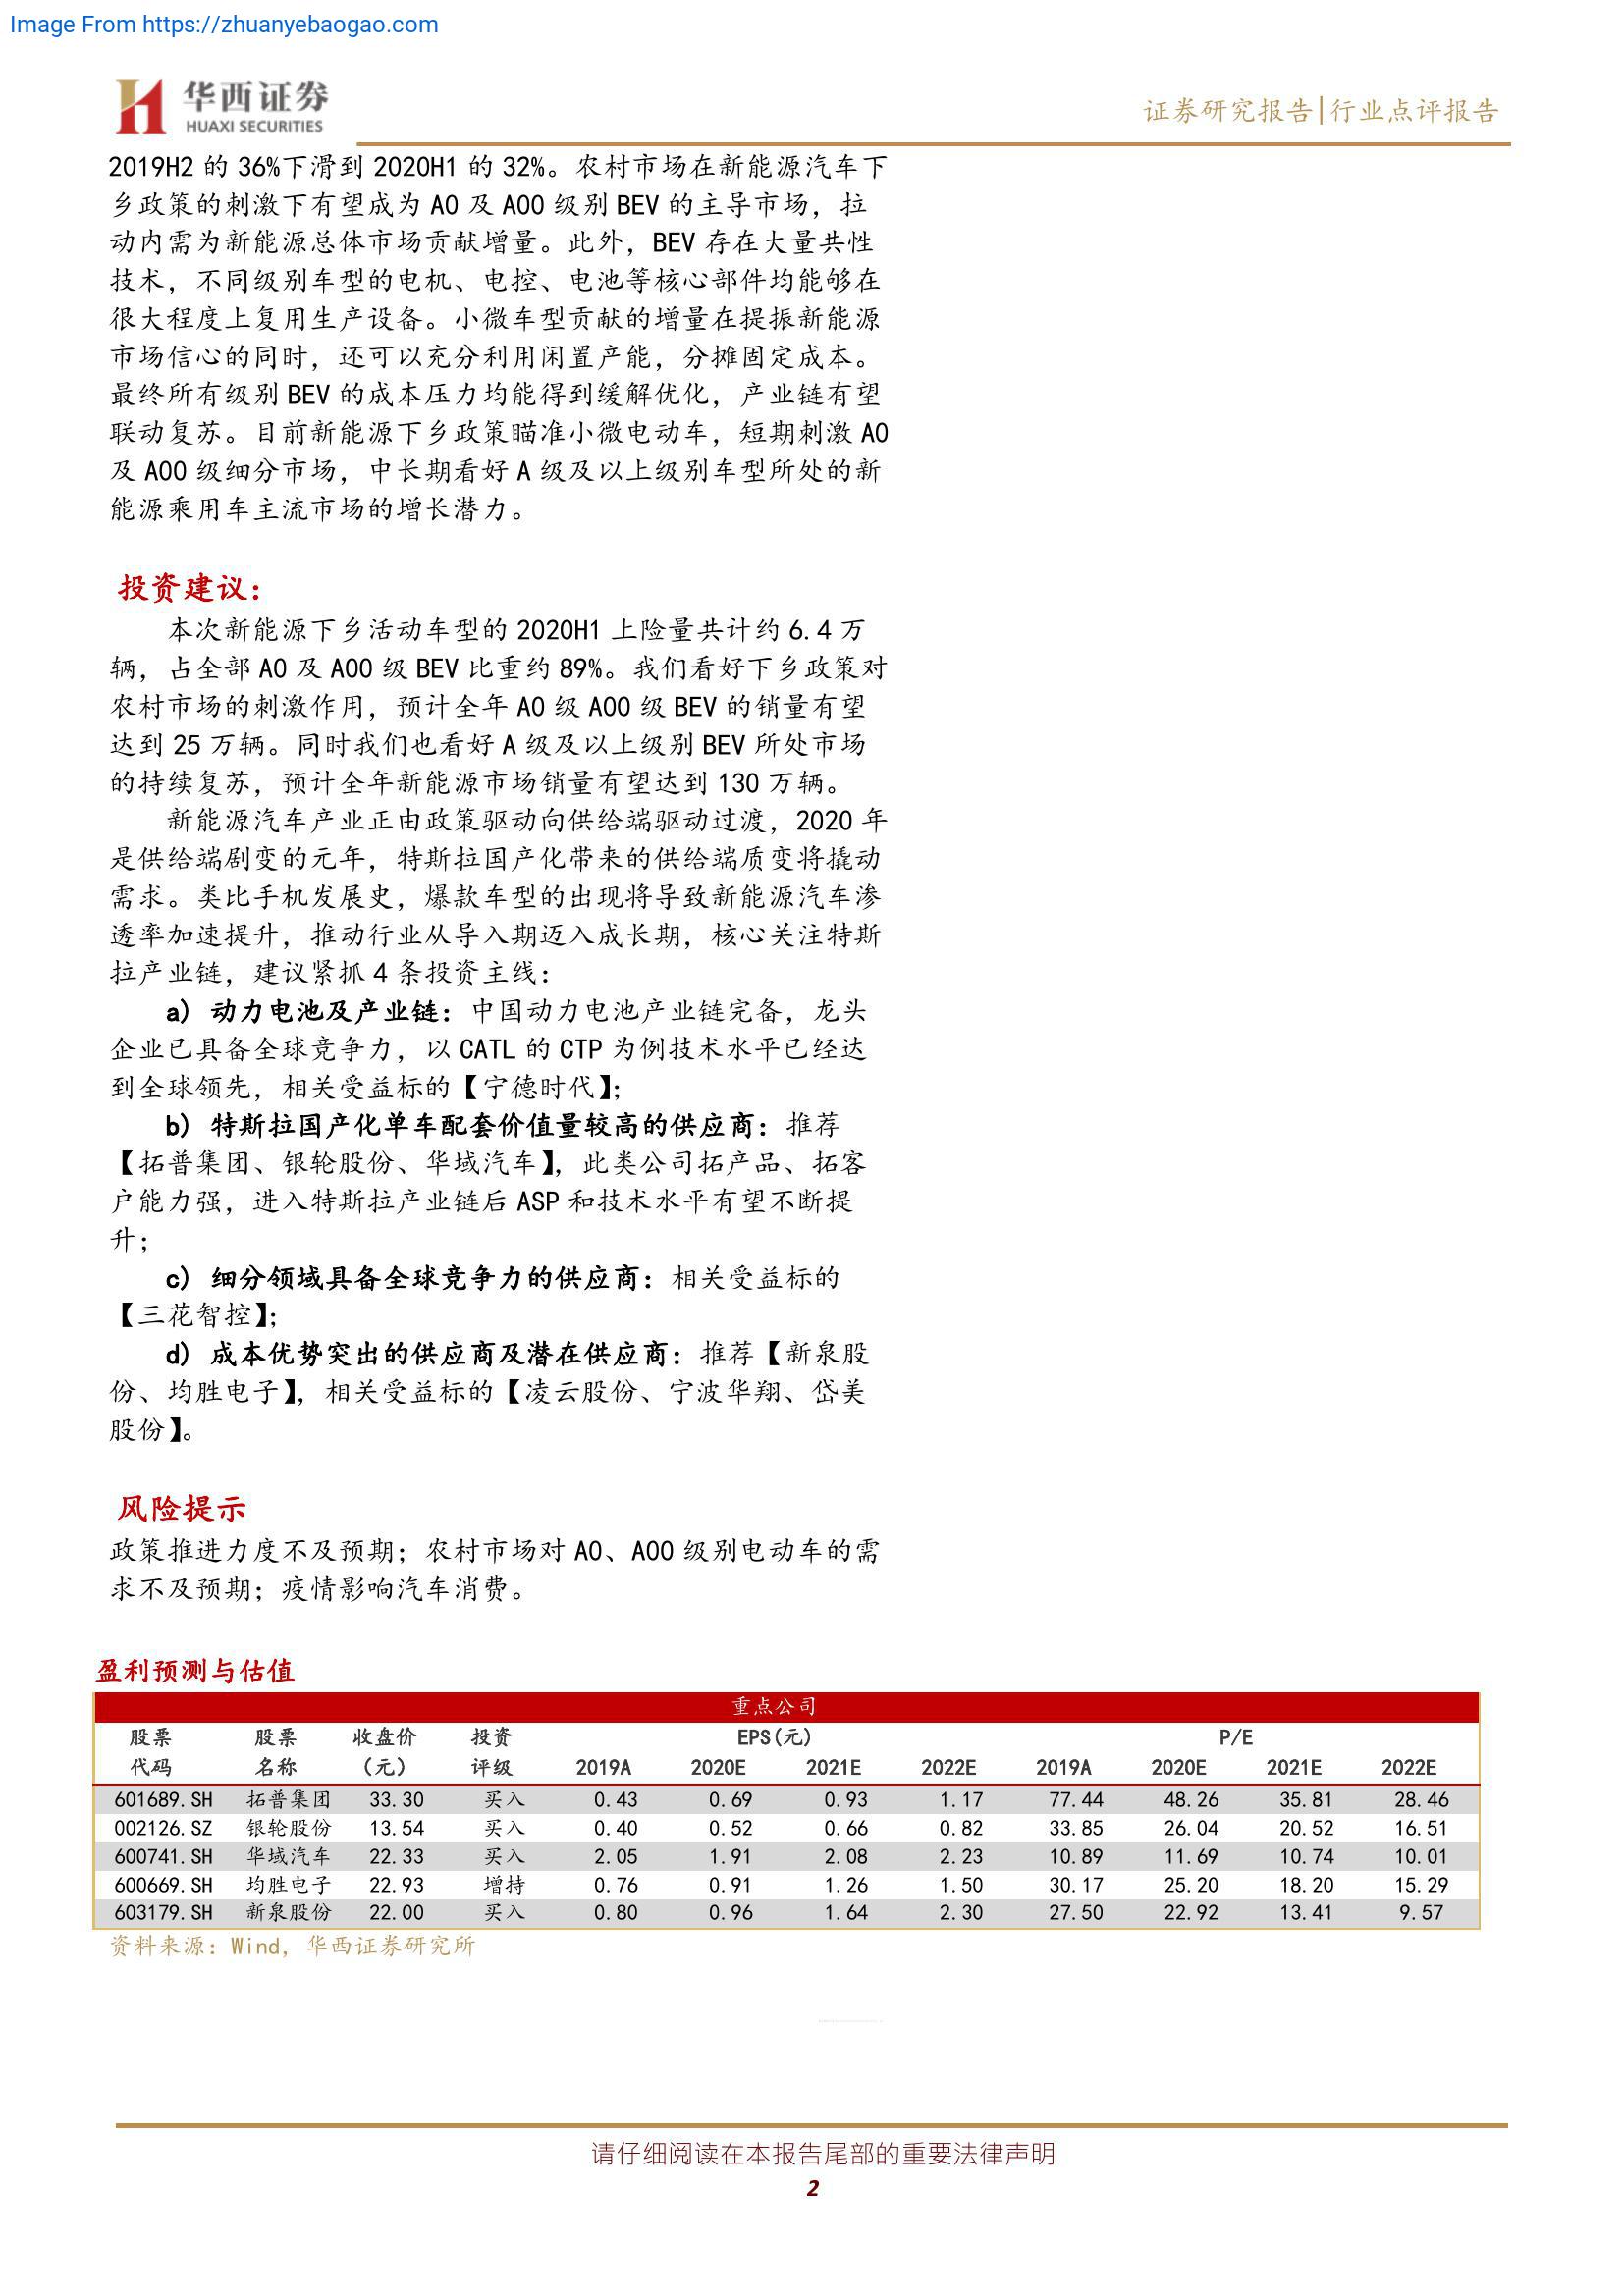 Image From https://zhuanyebaogao.com
华西证券
HUAXI SECURITIES
证券研究报告|行业点评报告
2019H2 的 36%下滑到 2020H1 的 32%。农村市场在新能源汽车下
乡政策的刺激下有望成为 A0 及 A00 级别 BEV 的主导市场，拉
动内需为新能源总体市场贡献增量。此外，BEV 存在大量共性
技术，不同级别车型的电机、电控、电池等核心部件均能够在
很大程度上复用生产设备。小微车型贡献的增量在提振新能源
市场信心的同时，还可以充分利用闲置产能，分摊固定成本。
最终所有级别 BEV 的成本压力均能得到缓解优化，产业链有望
联动复苏。目前新能源下乡政策瞄准小微电动车，短期刺激 A0
及 A00 级细分市场，中长期看好 A 级及以上级别车型所处的新
能源乘用车主流市场的增长潜力。
投资建议：
本次新能源下乡活动车型的 2020H1 上险量共计约 6.4 万
辆，占全部 A0 及 A00 级 BEV 比重约 89%。我们看好下乡政策对
农村市场的刺激作用，预计全年 A0 级 A00 级 BEV 的销量有望
达到 25 万辆。同时我们也看好 A 级及以上级别 BEV 所处市场
的持续复苏，预计全年新能源市场销量有望达到 130 万辆。
新能源汽车产业正由政策驱动向供给端驱动过渡，2020 年
是供给端剧变的元年，特斯拉国产化带来的供给端质变将撬动
需求。类比手机发展史，爆款车型的出现将导致新能源汽车渗
透率加速提升，推动行业从导入期迈入成长期，核心关注特斯
拉产业链，建议紧抓 4 条投资主线：
a) 动力电池及产业链：中国动力电池产业链完备，龙头
企业已具备全球竞争力，以 CATL 的 CTP 为例技术水平已经达
到全球领先，相关受益标的【宁德时代】；
b) 特斯拉国产化单车配套价值量较高的供应商：推荐
【拓普集团、银轮股份、华域汽车】，此类公司拓产品、拓客
户能力强，进入特斯拉产业链后 ASP 和技术水平有望不断提
升；
c) 细分领域具备全球竞争力的供应商：相关受益标的
【三花智控】；
d) 成本优势突出的供应商及潜在供应商：推荐【新泉股
份、均胜电子】，相关受益标的【凌云股份、宁波华翔、岱美
股份】。
风险提示
政策推进力度不及预期；农村市场对 A0、A00 级别电动车的需
求不及预期；疫情影响汽车消费。
盈利预测与估值
重点公司
股票 股票 收盘价 投资 EPS(元) P/E
代码 名称 (元) 评级 2019A 2020E 2021E 2022E 2019A 2020E 2021E 2022E
601689.SH 拓普集团 33.30 买入 0.43 0.69 0.93 1.17 77.44 48.26 35.81 28.46
002126.SZ 银轮股份 13.54 买入 0.40 0.52 0.66 0.82 33.85 26.04 20.52 16.51
600741.SH 华域汽车 22.33 买入 2.05 1.91 2.08 2.23 10.89 11.69 10.74 10.01
600669.SH 均胜电子 22.93 增持 0.76 0.91 1.26 1.50 30.17 25.20 18.20 15.29
603179.SH 新泉股份 22.00 买入 0.80 0.96 1.64 2.30 27.50 22.92 13.41 9.57
资料来源：Wind，华西证券研究所
请仔细阅读在本报告尾部的重要法律声明
2